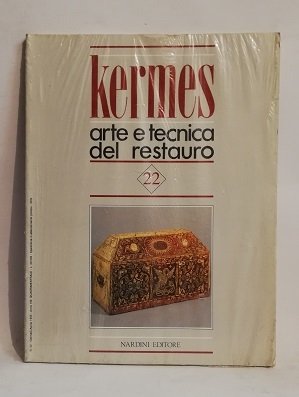 kermes
arte e tecnica
del restauro
22
NARDINI EDITORE